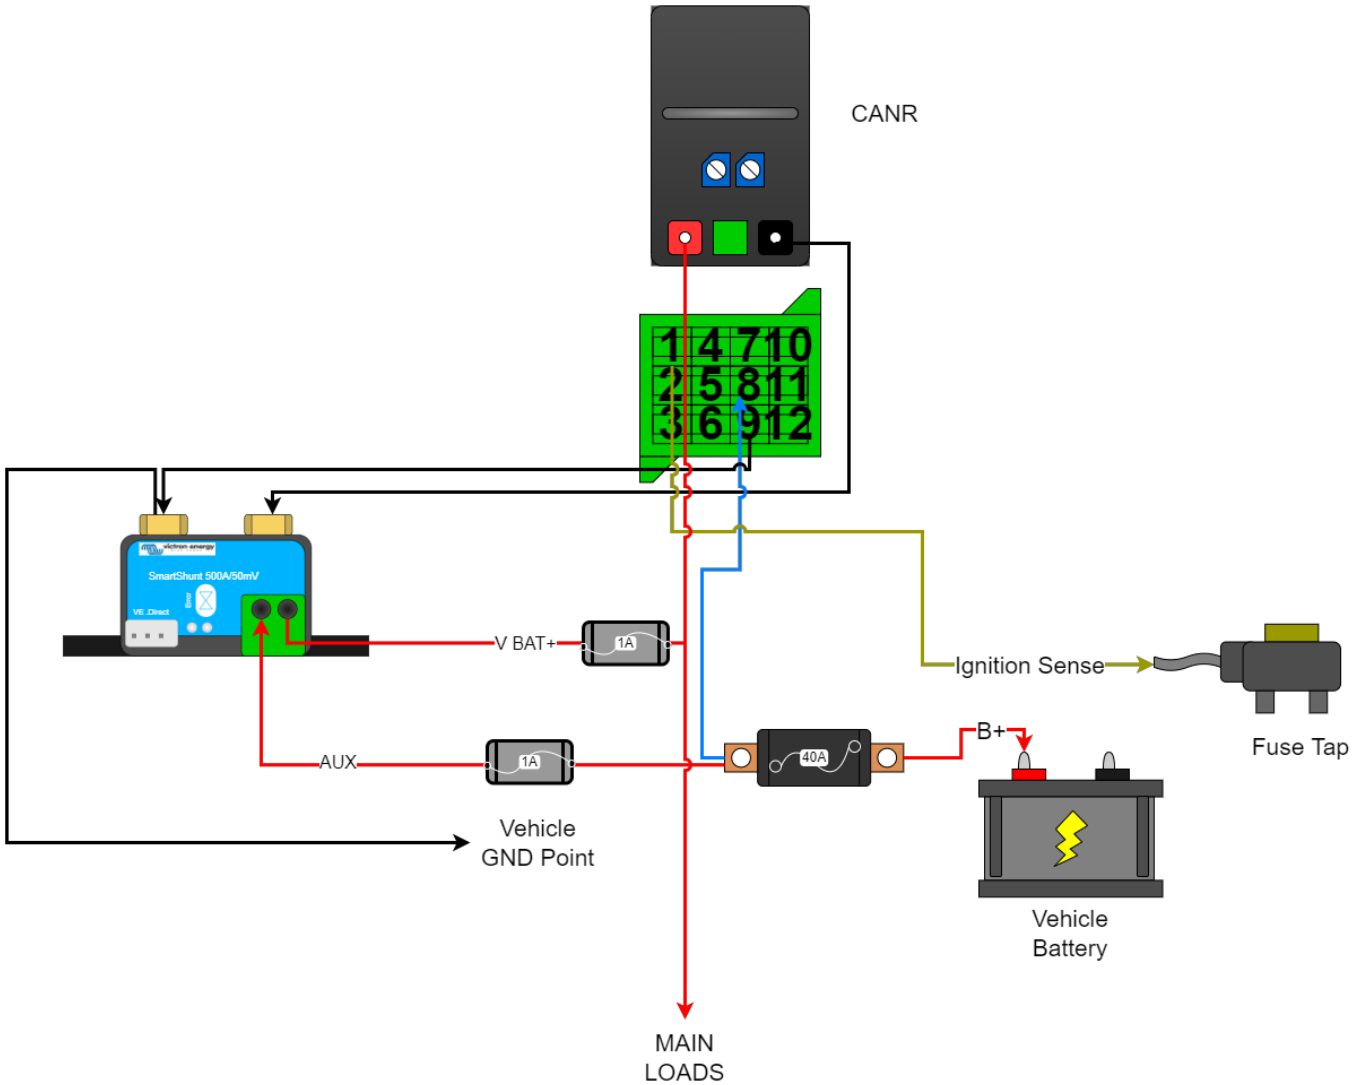 CANR
1 4 7 10
2 5 8 11
3 6 9 12
victron energy
SmartShunt 500A/50mV
Error
VE .Direct
V BAT+
1A
Ignition Sense
Fuse Tap
B+
AUX
1A
40A
Vehicle
GND Point
Vehicle
Battery
MAIN
LOADS